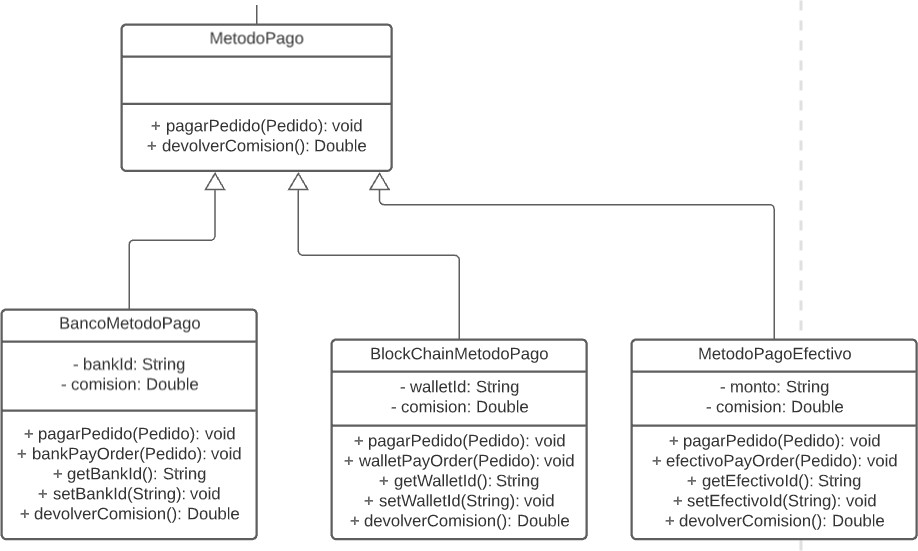 MetodoPago
+ pagarPedido(Pedido): void
+ devolverComision(): Double
BancoMetodoPago
- bankId: String
- comision: Double
+ pagarPedido(Pedido): void
+ bankPayOrder(Pedido): void
+ getBankId(): String
+ setBankId(String): void
+ devolverComision(): Double
BlockChainMetodoPago
- walletId: String
- comision: Double
+ pagarPedido(Pedido): void
+ walletPayOrder(Pedido): void
+ getWalletId(): String
+ setWalletId(String): void
+ devolverComision(): Double
MetodoPagoEfectivo
- monto: String
- comision: Double
+ pagarPedido(Pedido): void
+ efectivoPayOrder(Pedido): void
+ getEfectivoId(): String
+ setEfectivoId(String): void
+ devolverComision(): Double